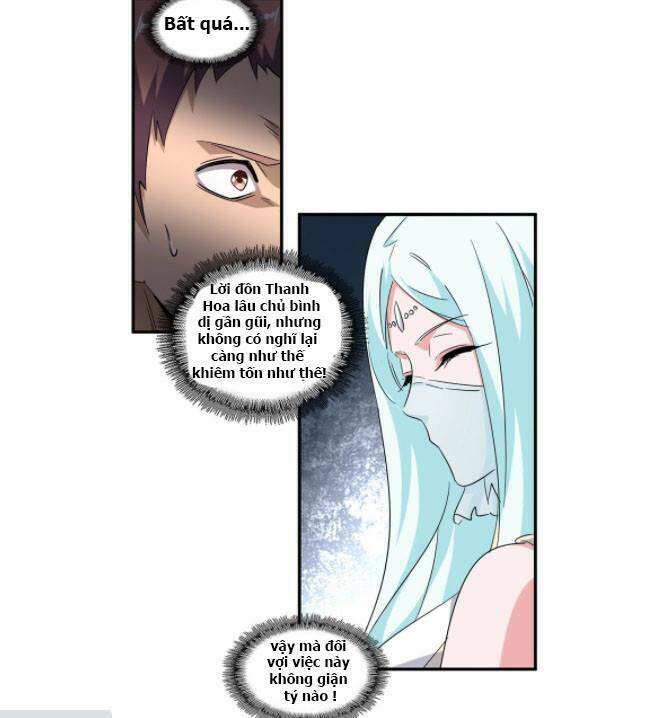 Bất quá...
Lời đồn Thanh
Hoa lâu chủ bình
dị gần gũi, nhưng
không có nghĩ lại
càng như thế
khiêm tốn như thế!
vậy mà đối
với việc này
không giận
tý nào !